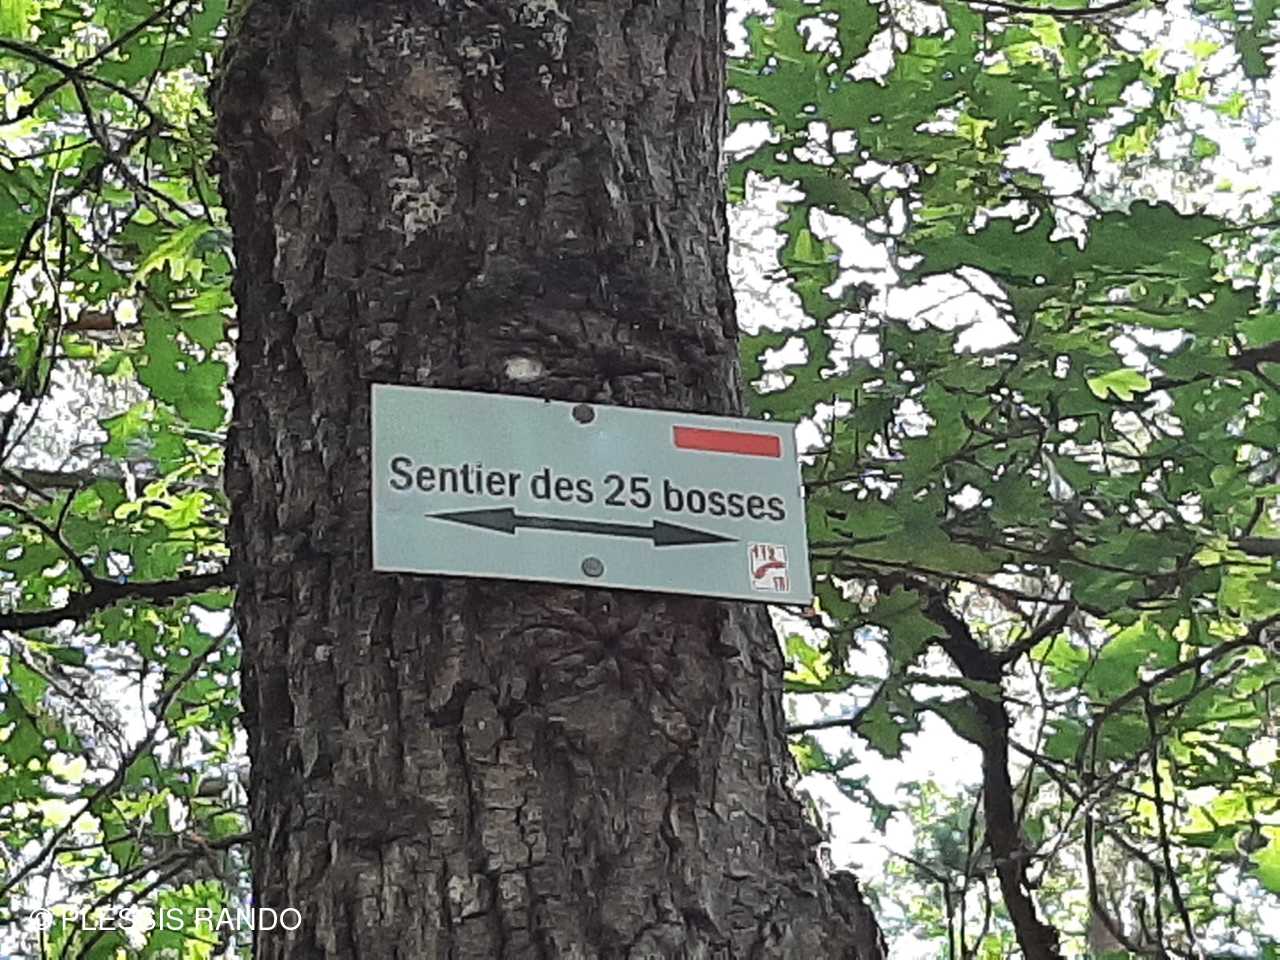 Sentier des 25 bosses
© PLESSIS RANDO